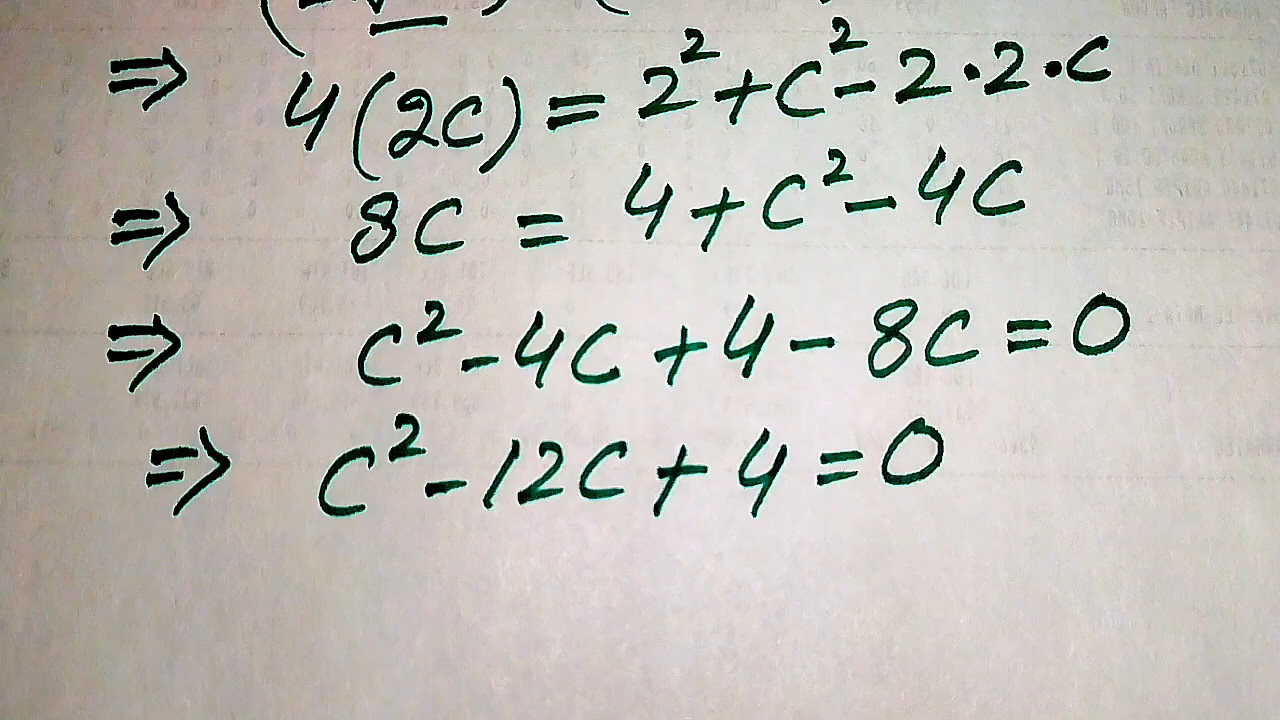 ⇒ 4(2c) = 2² + c² - 2·2·c
⇒ 8c = 4 + c² - 4c
⇒ c² - 4c + 4 - 8c = 0
⇒ c² - 12c + 4 = 0